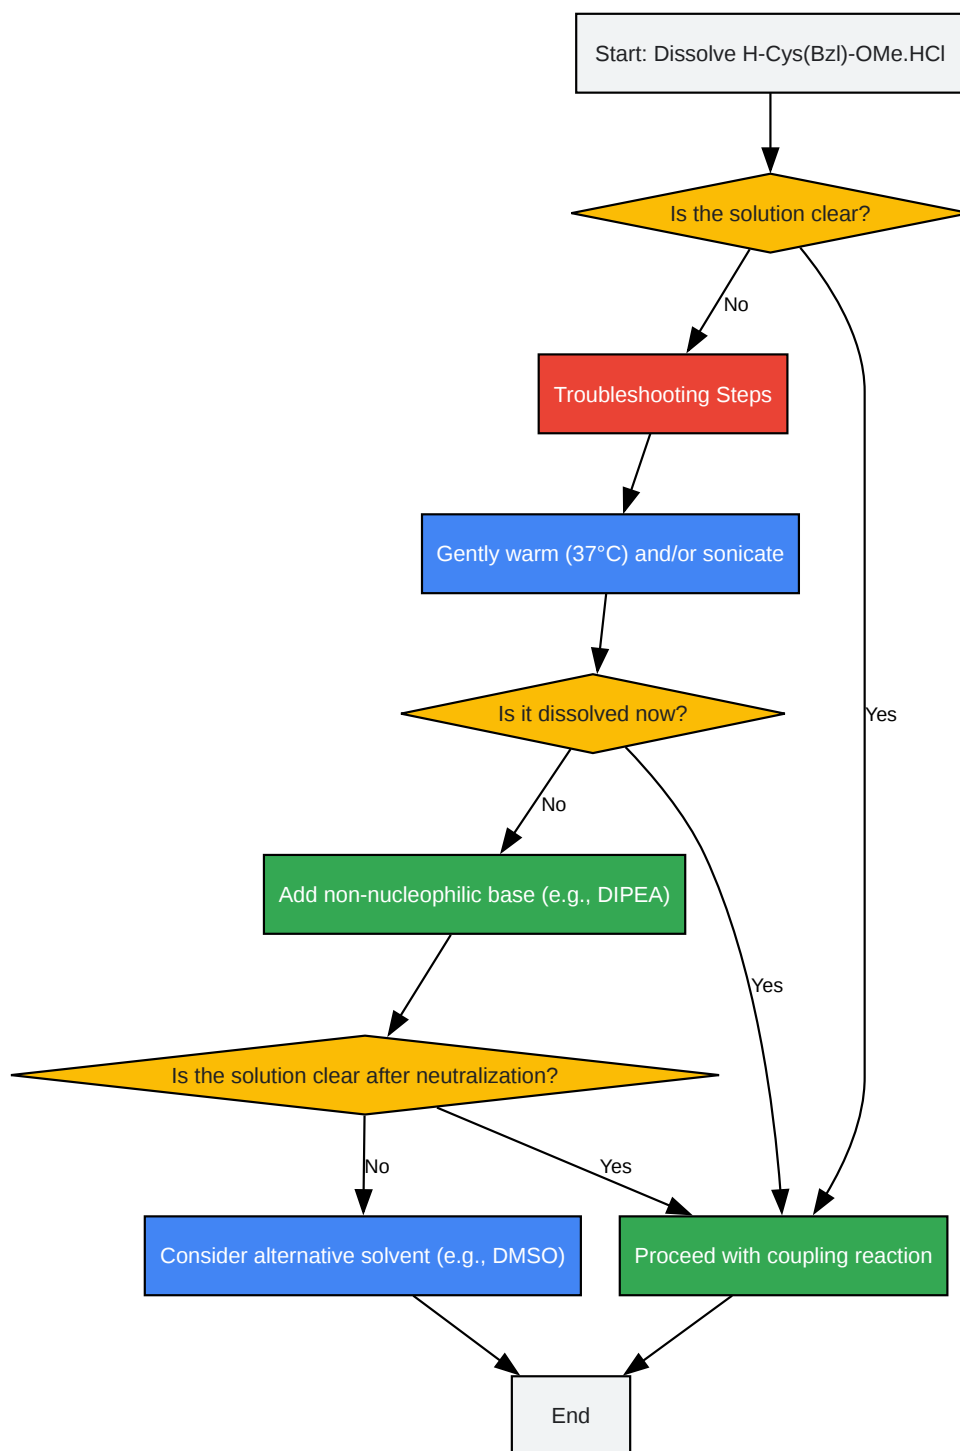 Start: Dissolve H-Cys(Bzl)-OMe.HCl
Is the solution clear?
No
Troubleshooting Steps
Gently warm (37°C) and/or sonicate
Is it dissolved now?
Yes
No
Add non-nucleophilic base (e.g., DIPEA)
Yes
Is the solution clear after neutralization?
No
Yes
Consider alternative solvent (e.g., DMSO)
Proceed with coupling reaction
End